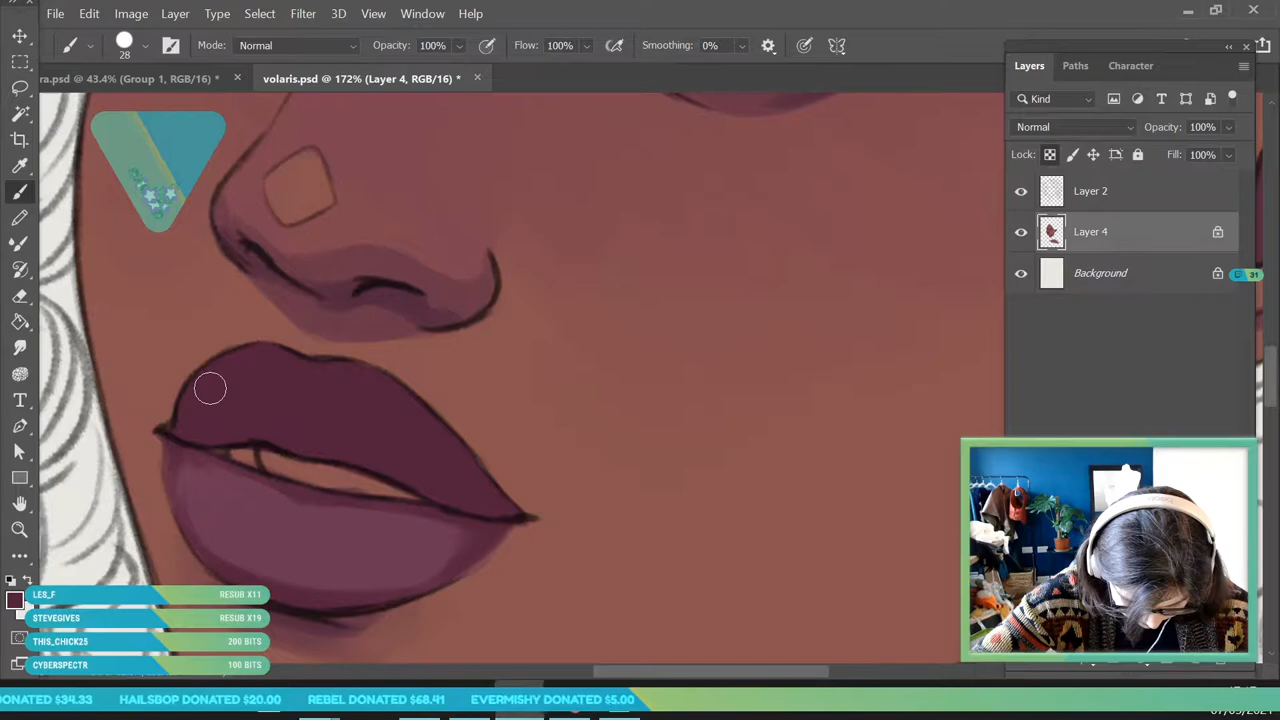 File Edit Image Layer Type Select Filter 3D View Window Help
28 Mode: Normal Opacity: 100% Flow: 100% Smoothing: 0%
ra.psd @ 43.4% (Group 1, RGB/16) * volaris.psd @ 172% (Layer 4, RGB/16) *
Layers Paths Character
Kind
Normal Opacity: 100%
Lock: Fill: 100%
Layer 2
Layer 4
Background
31
LES_F RESUB X11
STEVEGIVES RESUB X19
THIS_CHICK25 200 BITS
CYBERSPECTR 100 BITS
DONATED $34.33 HAILSBOP DONATED $20.00 REBEL DONATED $68.41 EVERMISHY DONATED $5.00